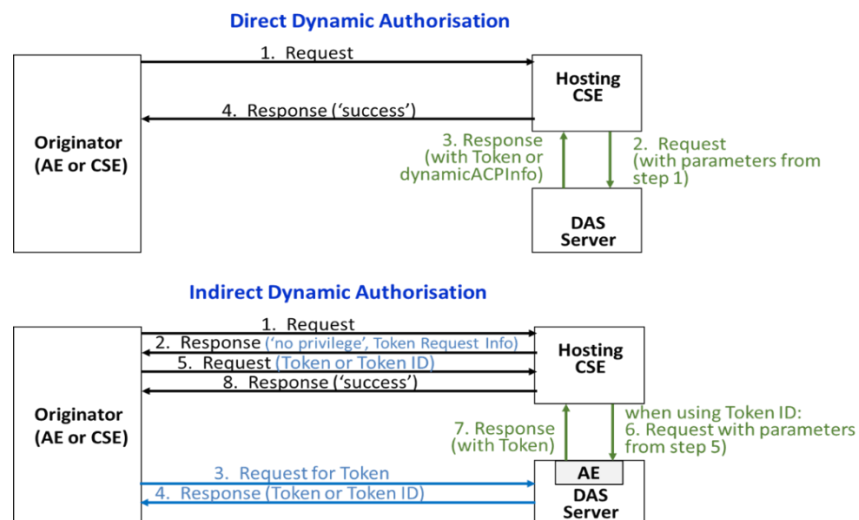 Direct Dynamic Authorisation
1. Request
Hosting
CSE
4. Response (‘success’)
Originator
(AE or CSE)
3. Response
(with Token or
dynamicACPInfo)
2. Request
(with parameters from
step 1)
DAS
Server
Indirect Dynamic Authorisation
1. Request
2. Response (‘no privilege’, Token Request Info)
5. Request (Token or Token ID)
8. Response (‘success’)
Hosting
CSE
Originator
(AE or CSE)
7. Response
(with Token)
when using Token ID:
6. Request with parameters
from step 5)
3. Request for Token
4. Response (Token or Token ID)
AE
DAS
Server